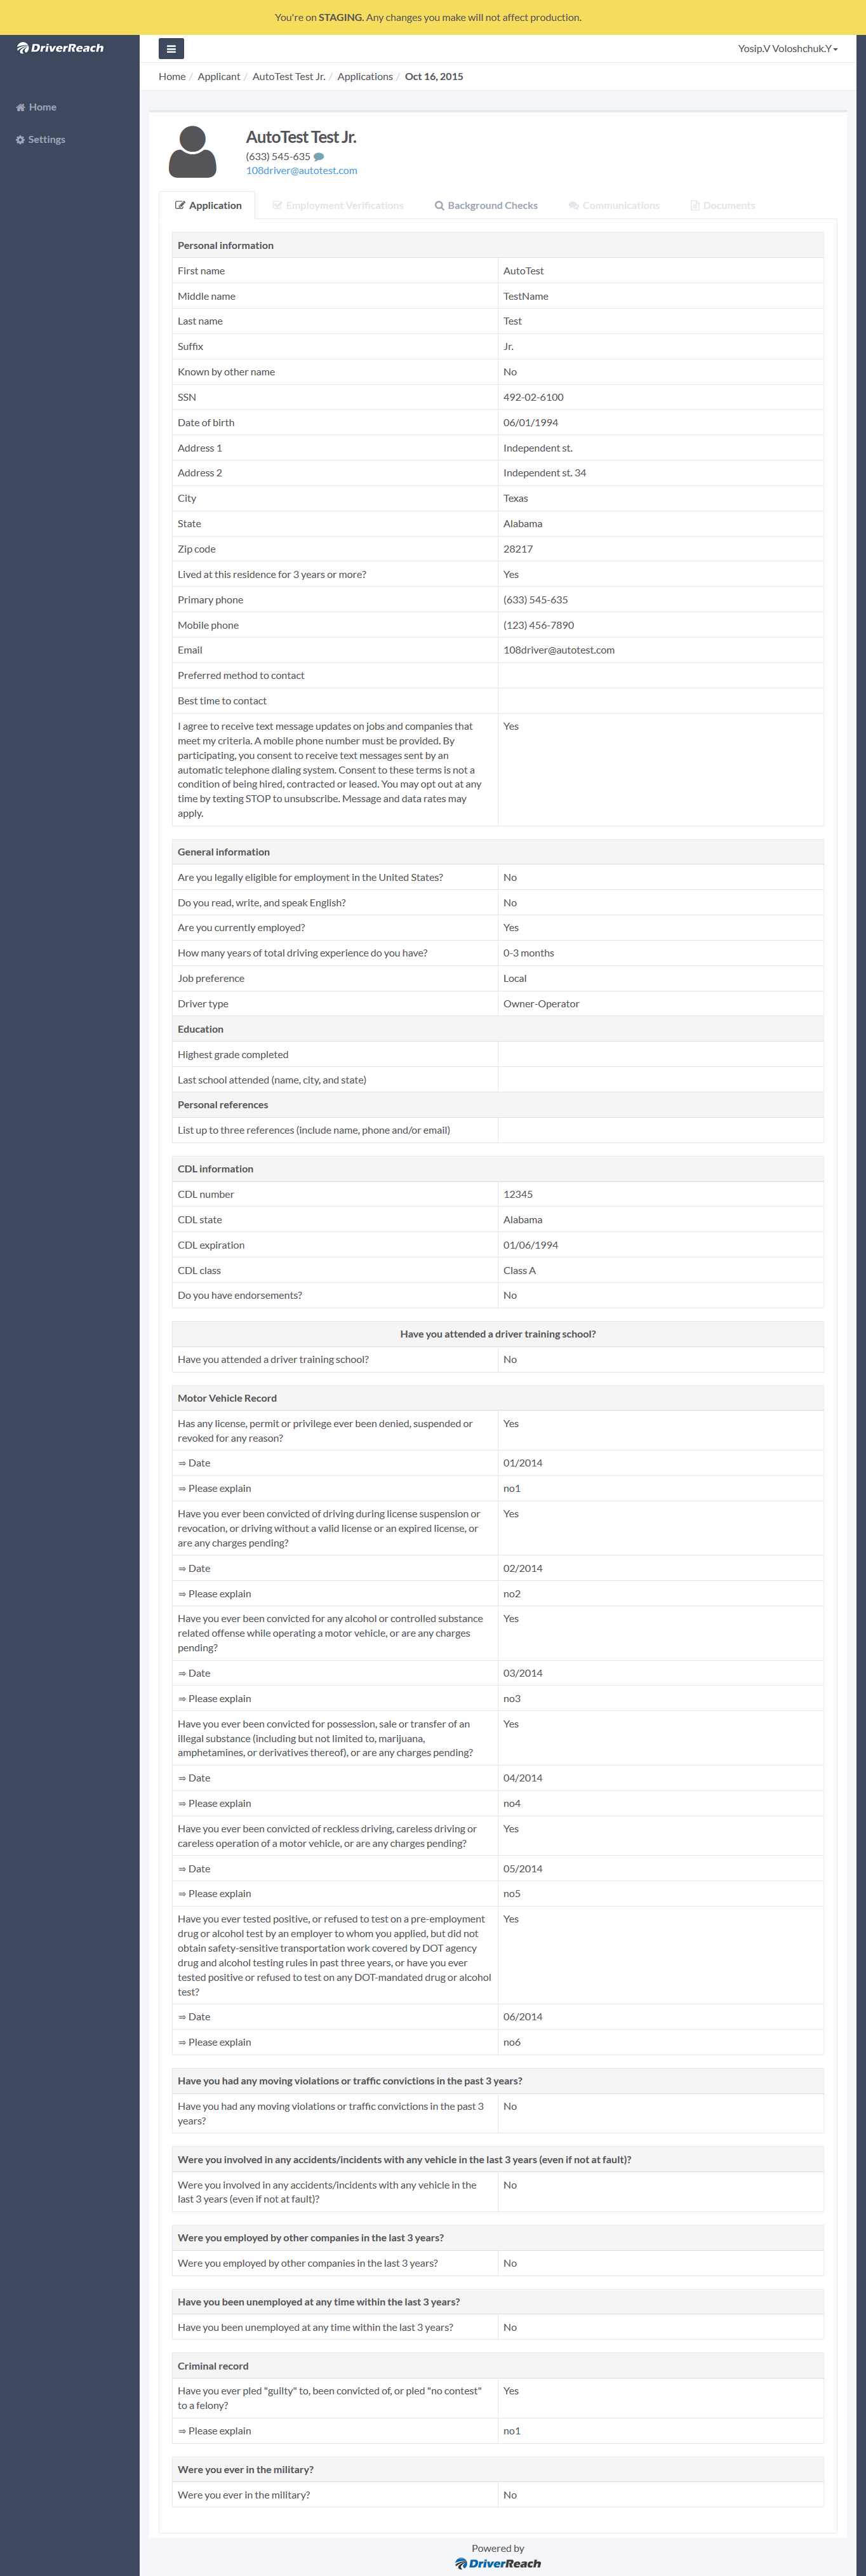 You're on STAGING. Any changes you make will not affect production.
DriverReach
Yosip.V Voloshchuk.Y
Home / Applicant / AutoTest Test Jr. / Applications / Oct 16, 2015
Home
Settings
AutoTest Test Jr.
(633) 545-635
108driver@autotest.com
Application Employment Verifications Background Checks Communications Documents
Personal information
First name AutoTest
Middle name TestName
Last name Test
Suffix Jr.
Known by other name No
SSN 492-02-6100
Date of birth 06/01/1994
Address 1 Independent st.
Address 2 Independent st. 34
City Texas
State Alabama
Zip code 28217
Lived at this residence for 3 years or more? Yes
Primary phone (633) 545-635
Mobile phone (123) 456-7890
Email 108driver@autotest.com
Preferred method to contact
Best time to contact
I agree to receive text message updates on jobs and companies that Yes
meet my criteria. A mobile phone number must be provided. By
participating, you consent to receive text messages sent by an
automatic telephone dialing system. Consent to these terms is not a
condition of being hired, contracted or leased. You may opt out at any
time by texting STOP to unsubscribe. Message and data rates may
apply.
General information
Are you legally eligible for employment in the United States? No
Do you read, write, and speak English? No
Are you currently employed? Yes
How many years of total driving experience do you have? 0-3 months
Job preference Local
Driver type Owner-Operator
Education
Highest grade completed
Last school attended (name, city, and state)
Personal references
List up to three references (include name, phone and/or email)
CDL information
CDL number 12345
CDL state Alabama
CDL expiration 01/06/1994
CDL class Class A
Do you have endorsements? No
Have you attended a driver training school?
Have you attended a driver training school? No
Motor Vehicle Record
Has any license, permit or privilege ever been denied, suspended or Yes
revoked for any reason?
⇒ Date 01/2014
⇒ Please explain no1
Have you ever been convicted of driving during license suspension or Yes
revocation, or driving without a valid license or an expired license, or
are any charges pending?
⇒ Date 02/2014
⇒ Please explain no2
Have you ever been convicted for any alcohol or controlled substance Yes
related offense while operating a motor vehicle, or are any charges
pending?
⇒ Date 03/2014
⇒ Please explain no3
Have you ever been convicted for possession, sale or transfer of an Yes
illegal substance (including but not limited to, marijuana,
amphetamines, or derivatives thereof), or are any charges pending?
⇒ Date 04/2014
⇒ Please explain no4
Have you ever been convicted of reckless driving, careless driving or Yes
careless operation of a motor vehicle, or are any charges pending?
⇒ Date 05/2014
⇒ Please explain no5
Have you ever tested positive, or refused to test on a pre-employment Yes
drug or alcohol test by an employer to whom you applied, but did not
obtain safety-sensitive transportation work covered by DOT agency
drug and alcohol testing rules in past three years, or have you ever
tested positive or refused to test on any DOT-mandated drug or alcohol
test?
⇒ Date 06/2014
⇒ Please explain no6
Have you had any moving violations or traffic convictions in the past 3 years?
Have you had any moving violations or traffic convictions in the past 3 No
years?
Were you involved in any accidents/incidents with any vehicle in the last 3 years (even if not at fault)?
Were you involved in any accidents/incidents with any vehicle in the No
last 3 years (even if not at fault)?
Were you employed by other companies in the last 3 years?
Were you employed by other companies in the last 3 years? No
Have you been unemployed at any time within the last 3 years?
Have you been unemployed at any time within the last 3 years? No
Criminal record
Have you ever pled "guilty" to, been convicted of, or pled "no contest" Yes
to a felony?
⇒ Please explain no1
Were you ever in the military?
Were you ever in the military? No
Powered by
DriverReach